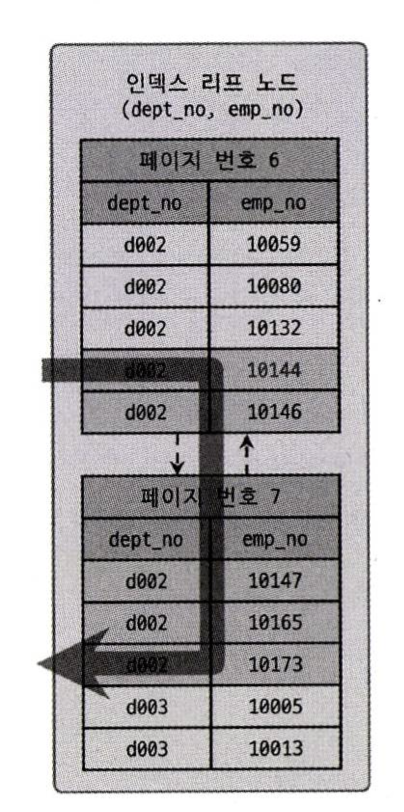 인덱스 리프 노드
(dept_no, emp_no)
페이지 번호 6
dept_no emp_no
d002 10059
d002 10080
d002 10132
d002 10144
d002 10146
페이지 번호 7
dept_no emp_no
d002 10147
d002 10165
d002 10173
d003 10005
d003 10013